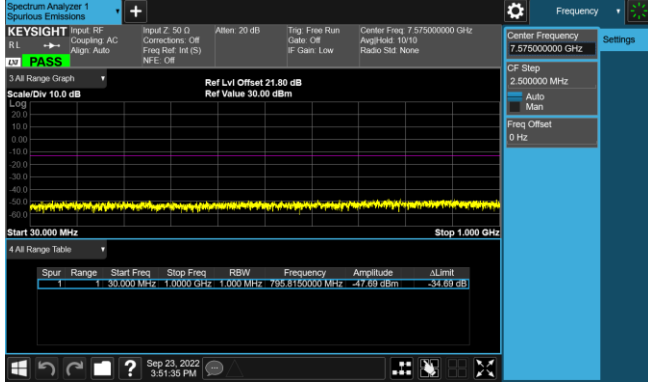 Spectrum Analyzer 1
Spurious Emissions
Frequency
KEYSIGHT
RL
Input: RF
Coupling: AC
Align: Auto
Input Z: 50 Ω
Corrections: Off
Freq Ref: Int (S)
NFE: Off
Atten: 20 dB
Trig: Free Run
Gate: Off
IF Gain: Low
Center Freq: 7.575000000 GHz
Avg|Hold: 10/10
Radio Std: None
PASS
3 All Range Graph
Scale/Div 10.0 dB
Ref Lvl Offset 21.80 dB
Ref Value 30.00 dBm
Log
20.0
10.0
0.00
-10.0
-20.0
-30.0
-40.0
-50.0
-60.0
Start 30.000 MHz
Stop 1.000 GHz
4 All Range Table
Spur Range Start Freq Stop Freq RBW Frequency Amplitude ΔLimit
1 1 30.000 MHz 1.0000 GHz 1.000 MHz 795.8150000 MHz -47.69 dBm -34.69 dB
Sep 23, 2022
3:51:35 PM
Center Frequency
7.575000000 GHz
Settings
CF Step
2.500000 MHz
Auto
Man
Freq Offset
0 Hz